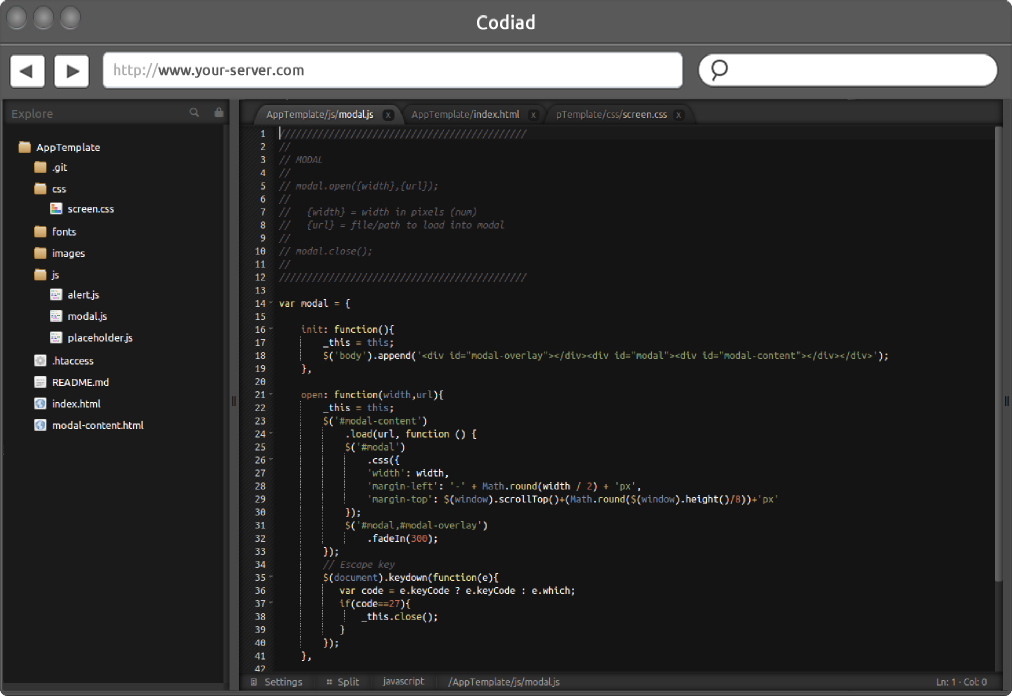 Codiad
http://www.your-server.com
Explore
AppTemplate
.git
css
screen.css
fonts
images
js
alert.js
modal.js
placeholder.js
.htaccess
README.md
index.html
modal-content.html
AppTemplate/js/modal.js x AppTemplate/index.html x pTemplate/css/screen.css x
1 /////////////////////////////////////////////
2 //
3 // MODAL
4 //
5 // modal.open({width},{url});
6 //
7 //   {width} = width in pixels (num)
8 //   {url} = file/path to load into modal
9 //
10 // modal.close();
11 //
12 /////////////////////////////////////////////
13
14 var modal = {
15
16     init: function(){
17         _this = this;
18         $('body').append('<div id="modal-overlay"></div><div id="modal"><div id="modal-content"></div></div>');
19     },
20
21     open: function(width,url){
22         _this = this;
23         $('#modal-content')
24             .load(url, function () {
25             $('#modal')
26                 .css({
27                 'width': width,
28                 'margin-left': '-' + Math.round(width / 2) + 'px',
29                 'margin-top': $(window).scrollTop()+(Math.round($(window).height()/8))+'px'
30             });
31             $('#modal,#modal-overlay')
32                 .fadeIn(300);
33         });
34         // Escape key
35         $(document).keydown(function(e){
36            var code = e.keyCode ? e.keyCode : e.which;
37            if(code==27){
38                _this.close();
39            }
40         });
41     },
42
Settings Split javascript /AppTemplate/js/modal.js Ln: 1 · Col: 0